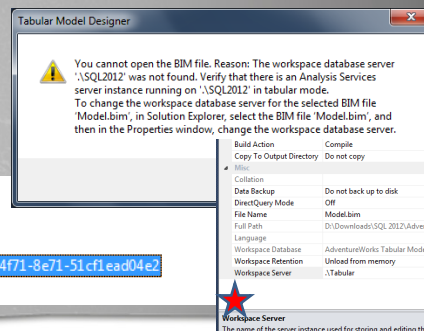 Tabular Model Designer
You cannot open the BIM file. Reason: The workspace database server
'.\SQL2012' was not found. Verify that there is an Analysis Services
server instance running on '.\SQL2012' in tabular mode.
To change the workspace database server for the selected BIM file
'Model.bim', in Solution Explorer, select the BIM file 'Model.bim', and
then in the Properties window, change the workspace database server.
Build Action Compile
Copy To Output Directory Do not copy
Misc
Collation
Data Backup Do not back up to disk
DirectQuery Mode Off
File Name Model.bim
Full Path D:\Downloads\SQL 2012\Adven
Language
Workspace Database AdventureWorks Tabular Mode
Workspace Retention Unload from memory
Workspace Server .\Tabular
4f71-8e71-51cf1ead04e2
Workspace Server
The name of the server instance used for storing and editing th